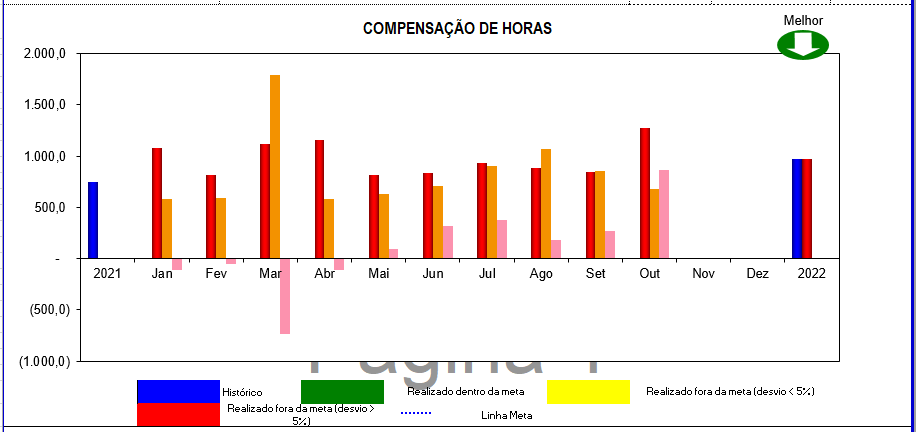 Melhor
COMPENSAÇÃO DE HORAS
2.000,0
1.500,0
1.000,0
500,0
-
2021 Jan Fev Mar Abr Mai Jun Jul Ago Set Out Nov Dez 2022
(500,0)
(1.000,0)
Página 1
Histórico
Realizado dentro da meta
Realizado fora da meta (desvio < 5%)
Realizado fora da meta (desvio >
5%)
Linha Meta